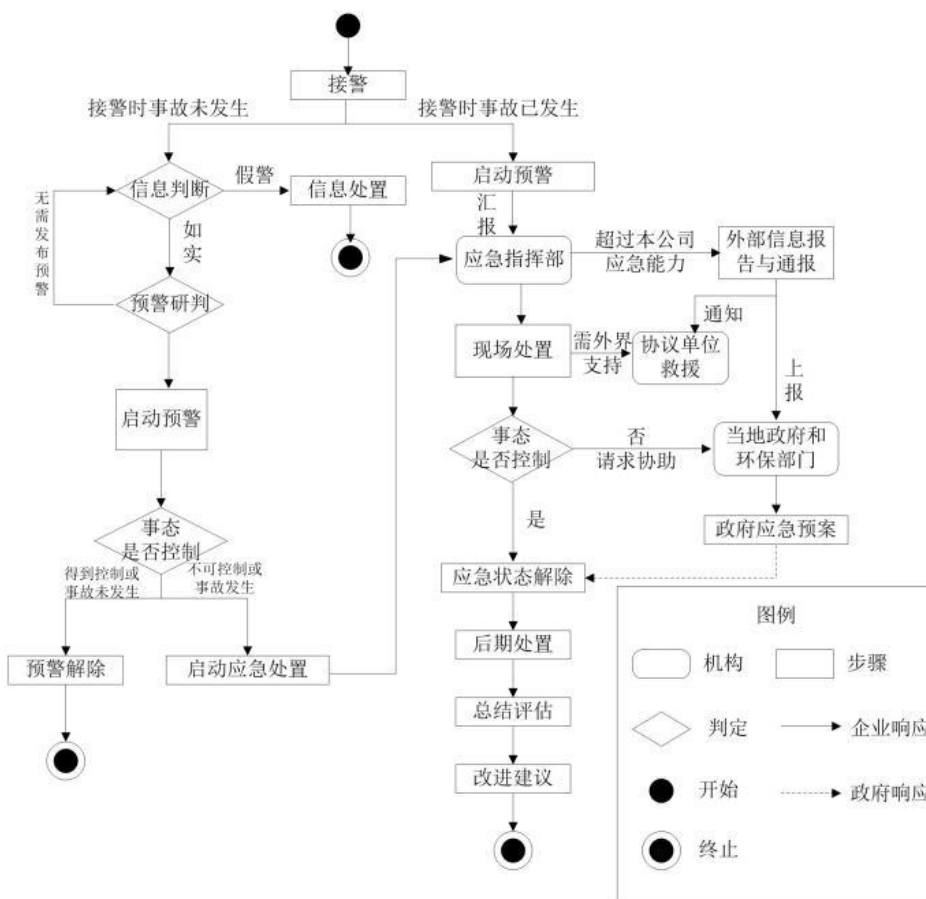 接警
接警时事故未发生
接警时事故已发生
信息判断
假警
信息处置
启动预警
无需发布预警
如实
汇报
应急指挥部
超过本公司
应急能力
外部信息报
告与通报
预警研判
通知
现场处置
需外界
支持
协议单位
救援
上报
启动预警
事态
是否控制
否
请求协助
当地政府和
环保部门
是
政府应急预案
事态
是否控制
得到控制或
事故未发生
不可控制或
事故发生
应急状态解除
预警解除
启动应急处置
后期处置
总结评估
改进建议
图例
机构
步骤
判定
企业响应
开始
政府响应
终止